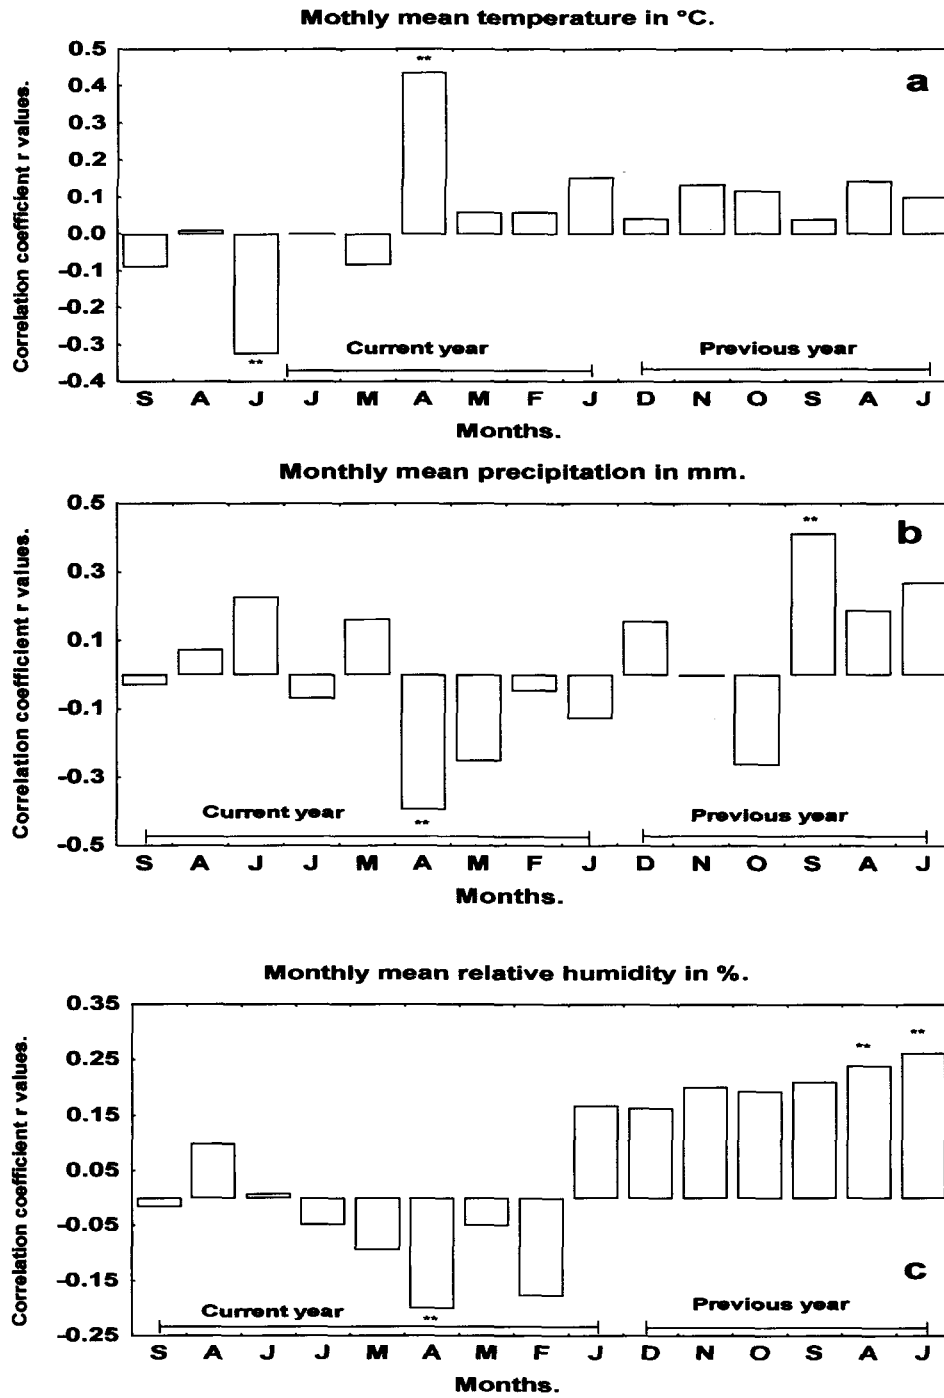 Mothly mean temperature in °C.
Correlation coefficient r values.
0.5
0.4
0.3
0.2
0.1
0.0
-0.1
-0.2
-0.3
-0.4
**
a
**
Current year
Previous year
S A J J M A M F J D N O S A J
Months.
Monthly mean precipitation in mm.
Correlation coefficient r values.
0.5
0.3
0.1
-0.1
-0.3
-0.5
**
b
Current year
**
Previous year
S A J J M A M F J D N O S A J
Months.
Monthly mean relative humidity in %.
Correlation coefficient r values.
0.35
0.25
0.15
0.05
-0.05
-0.15
-0.25
**
**
c
Current year
**
Previous year
S A J J M A M F J D N O S A J
Months.